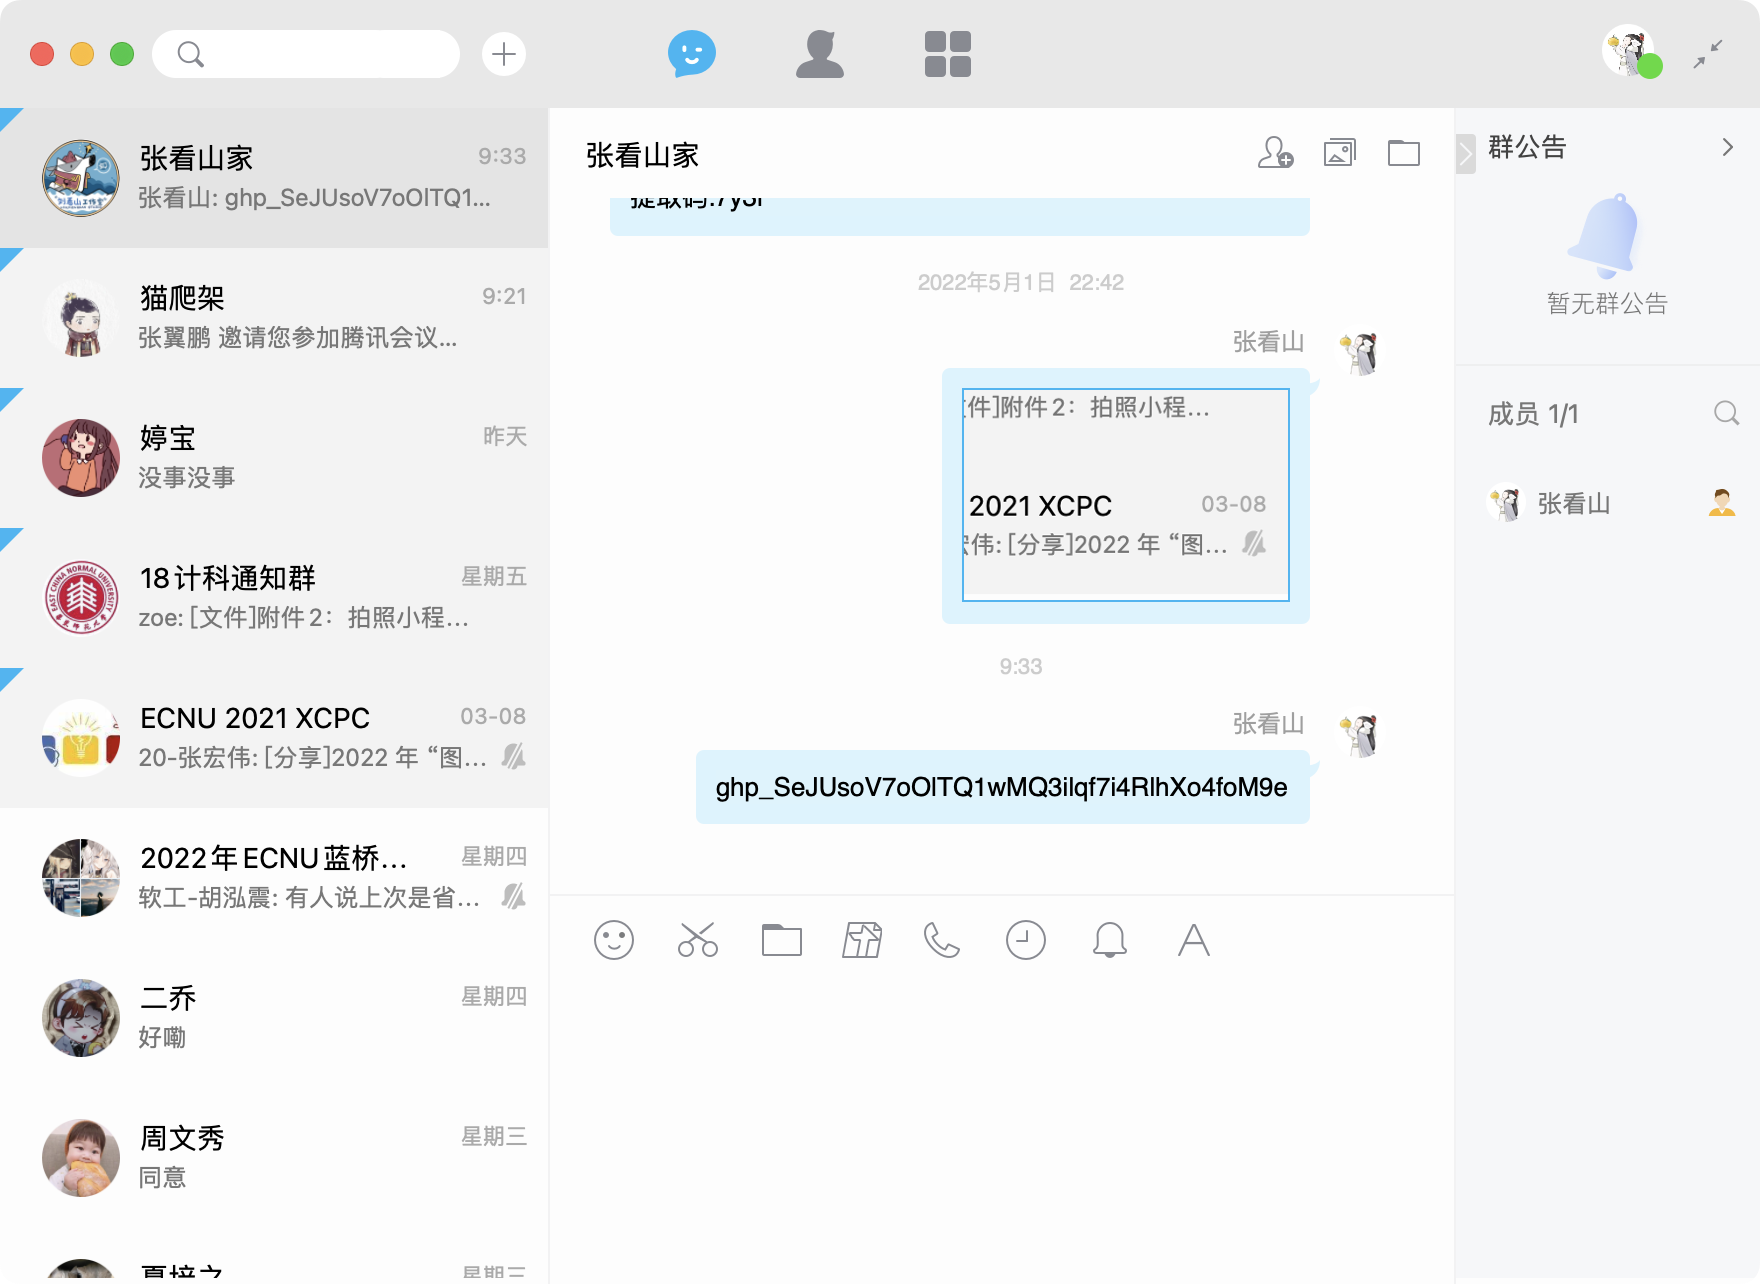 张看山家
9:33
张看山: ghp_SeJUsoV7oOlTQ1...
猫爬架
9:21
张翼鹏 邀请您参加腾讯会议...
婷宝
昨天
没事没事
18计科通知群
星期五
zoe: [文件]附件2：拍照小程...
ECNU 2021 XCPC
03-08
20-张宏伟: [分享]2022 年 “图...
2022年ECNU蓝桥...
星期四
软工-胡泓震: 有人说上次是省...
二乔
星期四
好嘞
周文秀
星期三
同意
星期三
张看山家
提取码:7y3r
2022年5月1日 22:42
张看山
件]附件2：拍照小程...
2021 XCPC
03-08
伟: [分享]2022 年 “图...
9:33
张看山
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
群公告
暂无群公告
成员 1/1
张看山